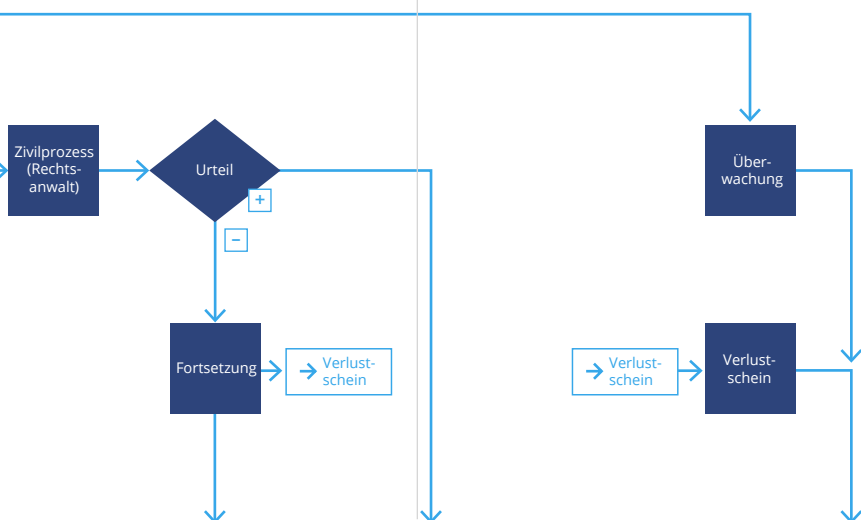 Zivilprozess
(Rechts-
anwalt)
Urteil
+
−
Über-
wachung
Fortsetzung
→ Verlust-
schein
→ Verlust-
schein
Verlust-
schein